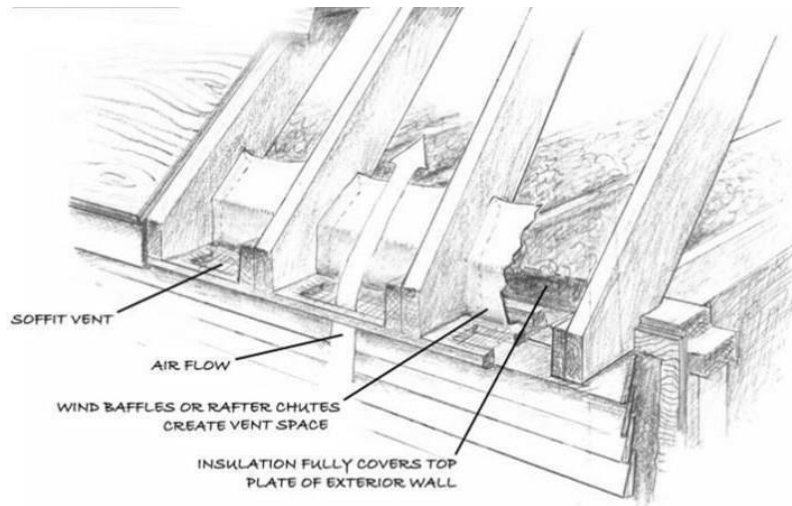 SOFFIT VENT
AIR FLOW
WIND BAFFLES OR RAFTER CHUTES
CREATE VENT SPACE
INSULATION FULLY COVERS TOP
PLATE OF EXTERIOR WALL